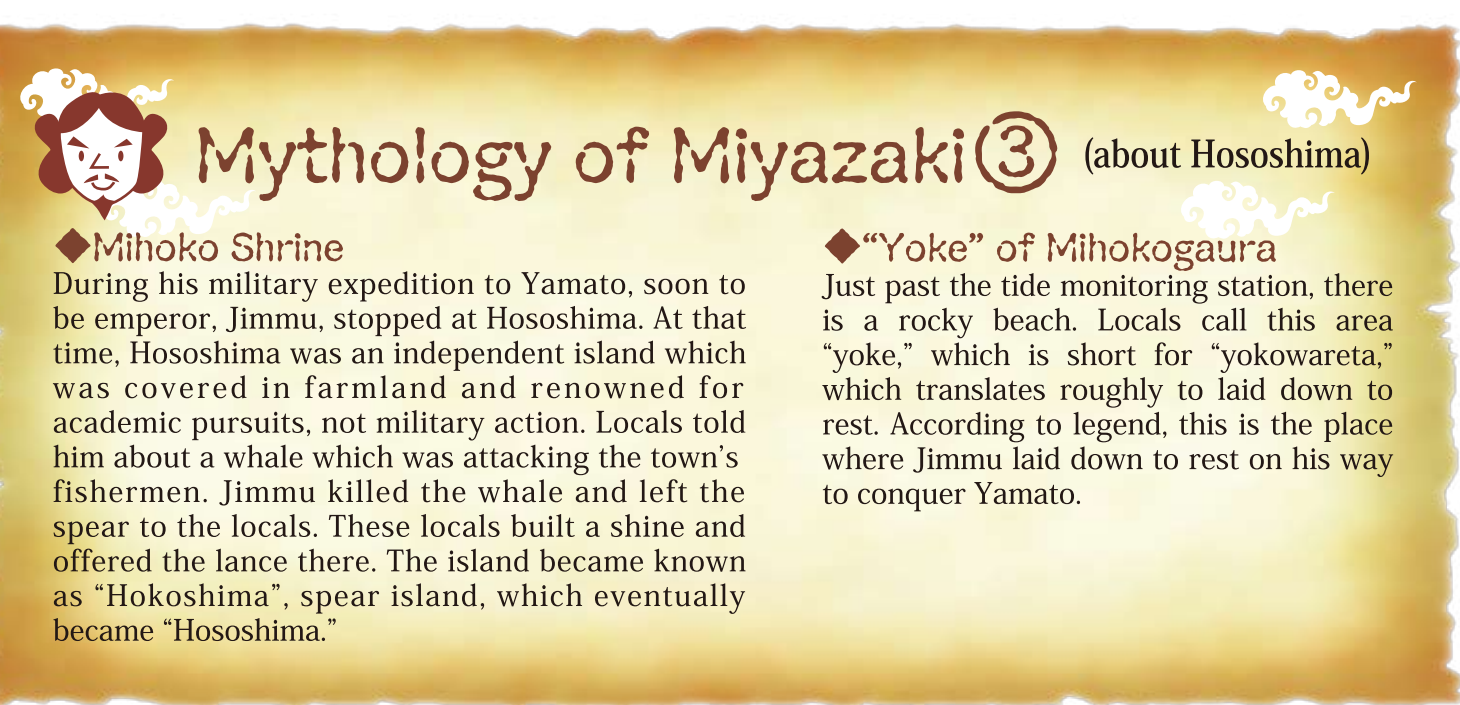 Mythology of Miyazaki③ (about Hososhima)
◆Mihoko Shrine
During his military expedition to Yamato, soon to
be emperor, Jimmu, stopped at Hososhima. At that
time, Hososhima was an independent island which
was covered in farmland and renowned for
academic pursuits, not military action. Locals told
him about a whale which was attacking the town's
fishermen. Jimmu killed the whale and left the
spear to the locals. These locals built a shine and
offered the lance there. The island became known
as “Hokoshima”, spear island, which eventually
became “Hososhima.”
◆“Yoke” of Mihokogaura
Just past the tide monitoring station, there
is a rocky beach. Locals call this area
“yoke,” which is short for “yokowareta,”
which translates roughly to laid down to
rest. According to legend, this is the place
where Jimmu laid down to rest on his way
to conquer Yamato.